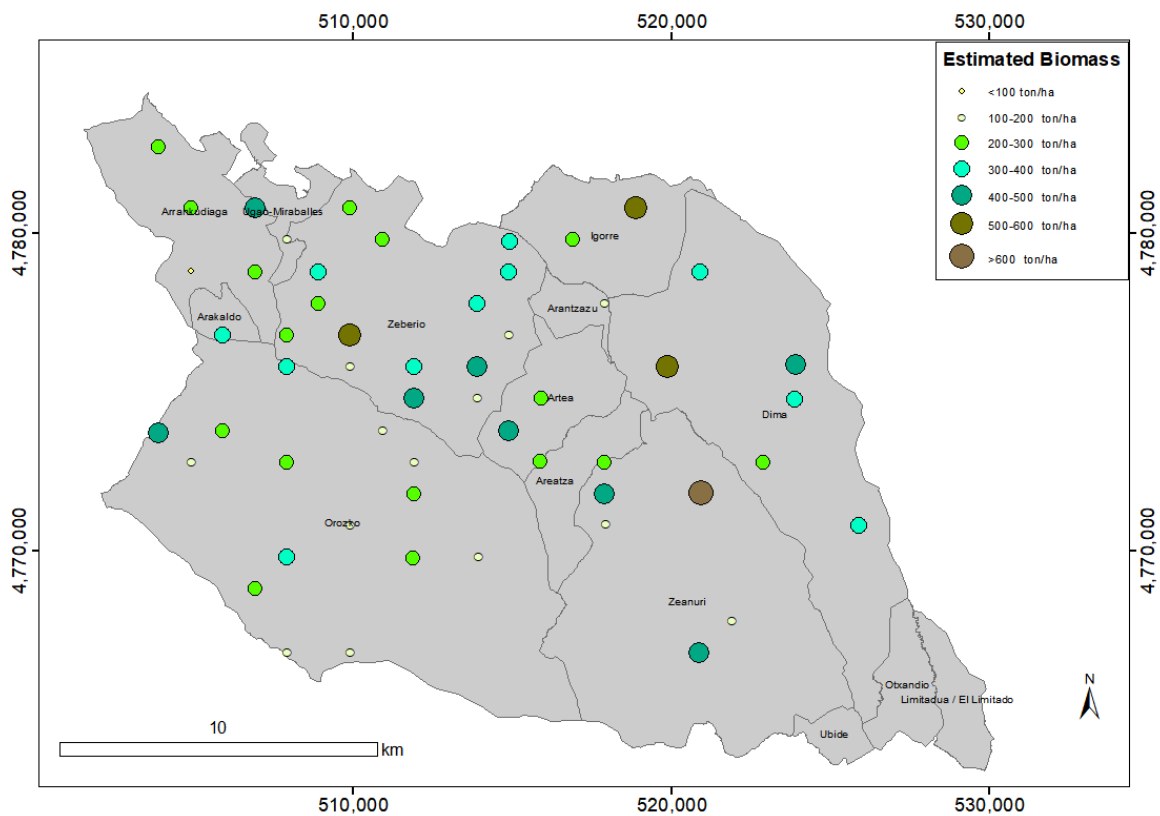 510,000 520,000 530,000
Estimated Biomass
<100 ton/ha
100-200 ton/ha
200-300 ton/ha
300-400 ton/ha
400-500 ton/ha
500-600 ton/ha
>600 ton/ha
4,780,000
4,780,000
Arrankudiaga
Ugao-Miraballes
Igorre
Arantzazu
Arakaldo
Zeberio
Artea
Dima
Areatza
Orozko
4,770,000
4,770,000
Zeanuri
Otxandio
Limitadua / El Limitado
N
Ubide
10
km
510,000 520,000 530,000